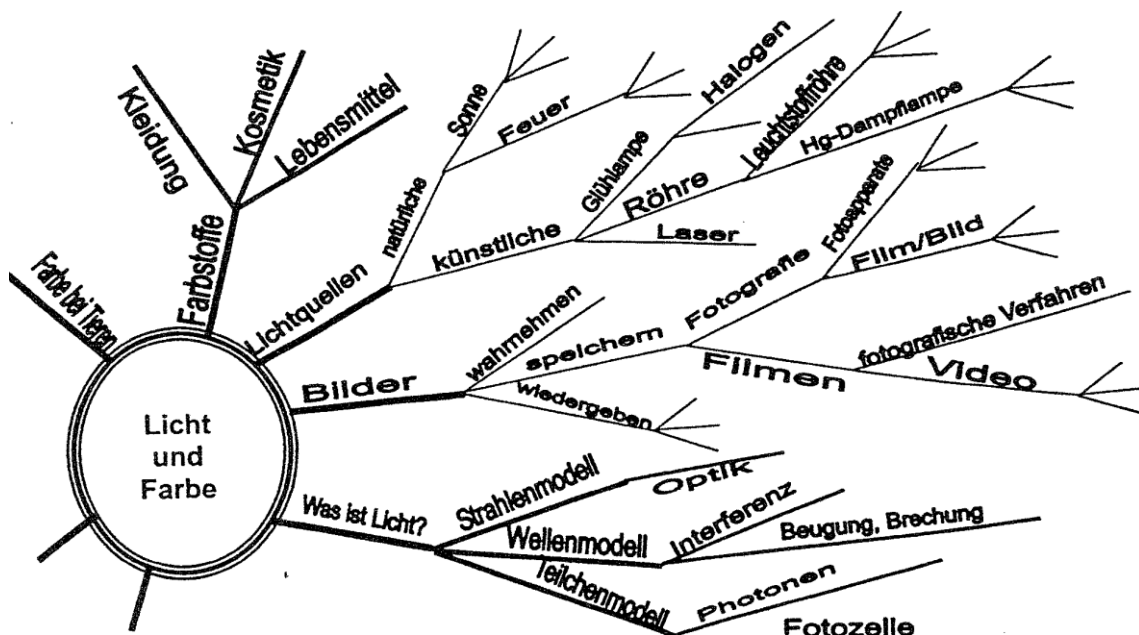 Licht
und
Farbe
Farbe bei Tieren
Farbstoffe
Kleidung
Kosmetik
Lebensmittel
Lichtquellen
natürliche
Sonne
Feuer
künstliche
Glühlampe
Halogen
Röhre
Leuchtstoffröhre
Hg-Dampflampe
Laser
Bilder
wahrnehmen
speichern
Fotografie
Fotoapparate
Film/Bild
Filmen
fotografische Verfahren
Video
wiedergeben
Was ist Licht?
Strahlenmodell
Optik
Wellenmodell
Interferenz
Beugung, Brechung
Teilchenmodell
Photonen
Fotozelle